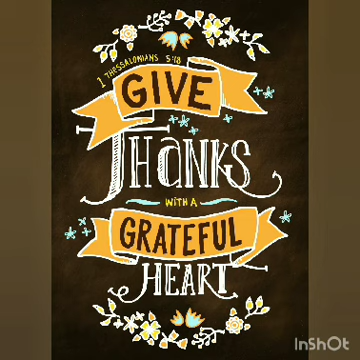 1 THESSALONIANS 5:18
GIVE
THANKS
WITH A
GRATEFUL
HEART
InShOt